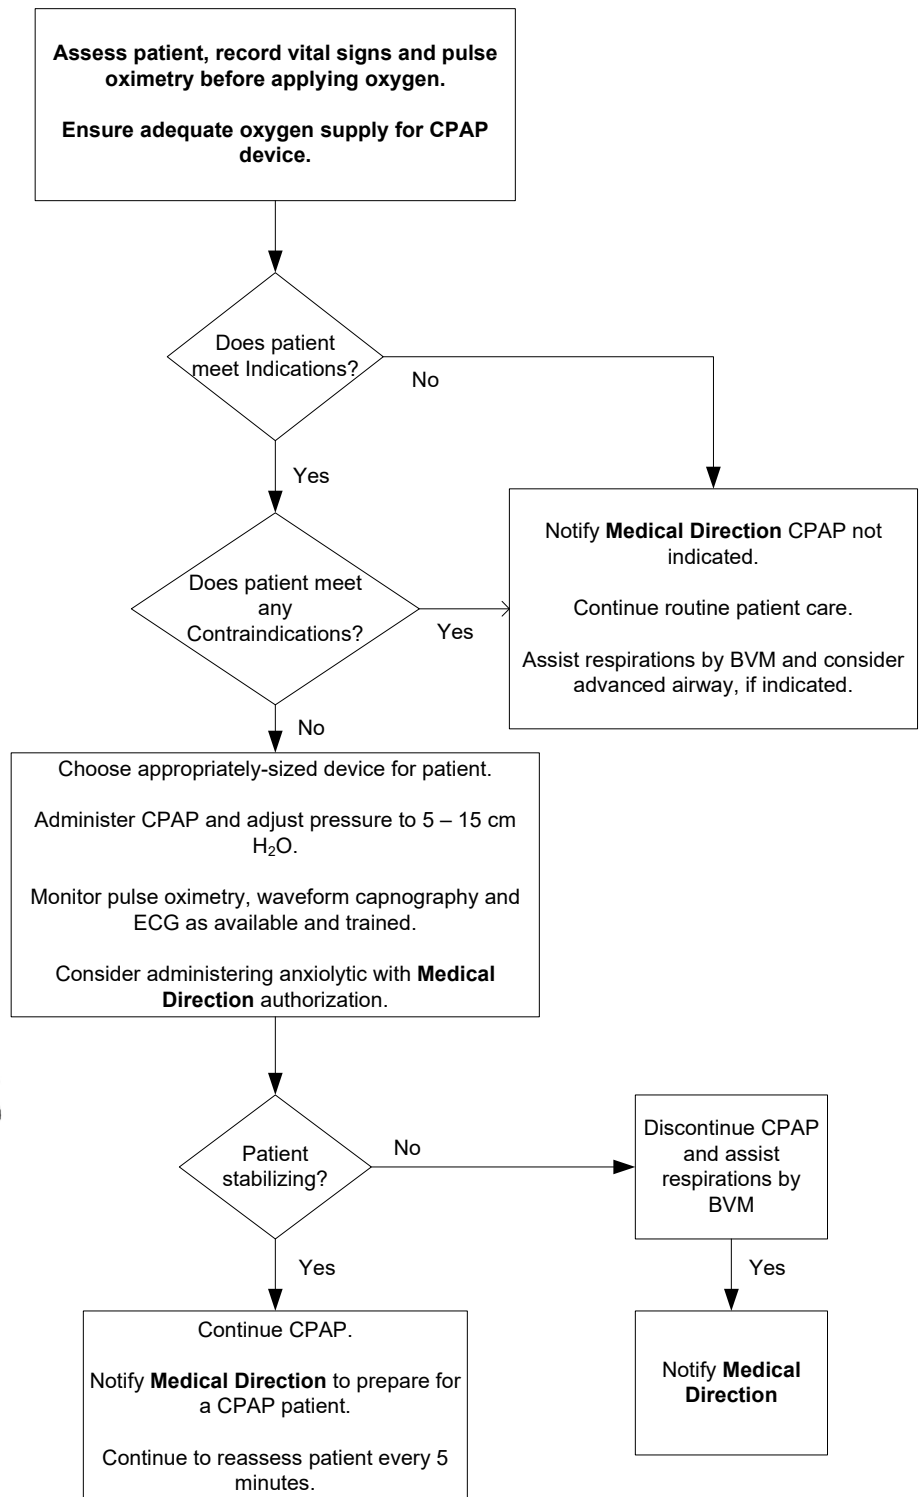 Assess patient, record vital signs and pulse
oximetry before applying oxygen.
Ensure adequate oxygen supply for CPAP
device.
Does patient
meet Indications?
No
Yes
Notify Medical Direction CPAP not
indicated.
Continue routine patient care.
Assist respirations by BVM and consider
advanced airway, if indicated.
Does patient meet
any
Contraindications?
Yes
No
Choose appropriately-sized device for patient.
Administer CPAP and adjust pressure to 5 – 15 cm
H₂O.
Monitor pulse oximetry, waveform capnography and
ECG as available and trained.
Consider administering anxiolytic with Medical
Direction authorization.
Patient
stabilizing?
No
Discontinue CPAP
and assist
respirations by
BVM
Yes
Yes
Continue CPAP.
Notify Medical Direction to prepare for
a CPAP patient.
Continue to reassess patient every 5
minutes.
Notify Medical
Direction